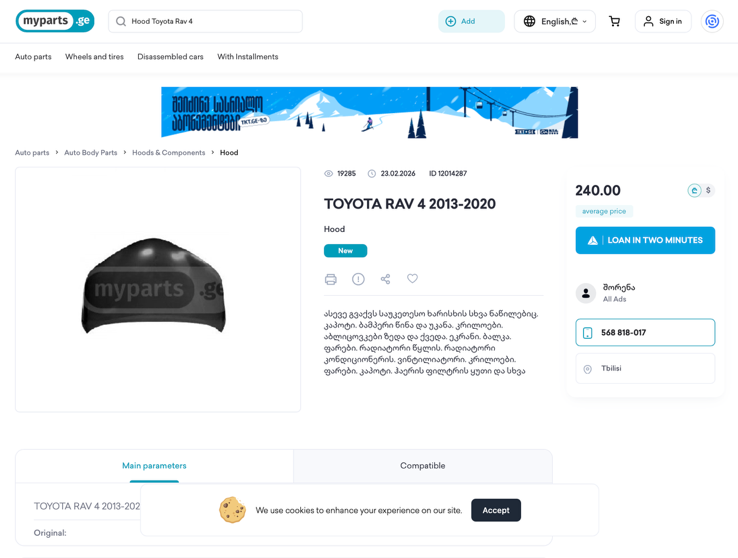 myparts .ge
Hood Toyota Rav 4
Add
English,₾
Sign in
Auto parts
Wheels and tires
Disassembled cars
With Installments
TKT.GE-ზე
Auto parts
Auto Body Parts
Hoods & Components
Hood
myparts .ge
19285
23.02.2026
ID 12014287
TOYOTA RAV 4 2013-2020
Hood
New
ასევე გვაქვს საუკეთესო ხარისხის სხვა ნაწილებიც.
კაპოტი. ბამპერი წინა და უკანა. კრილოები.
აბლიცოვკები ზედა და ქვედა. ეკრანი. ბალკა.
ფარები. რადიატორი წყლის. რადიატორი
კონდიციონერის. ვინტილიატორი. კრილოები.
ფარები. კაპოტი. ჰაერის ფილტრის ყუთი და სხვა
240.00
₾ $
average price
LOAN IN TWO MINUTES
შორენა
All Ads
568 818-017
Tbilisi
Main parameters
Compatible
TOYOTA RAV 4 2013-202
Original:
We use cookies to enhance your experience on our site.
Accept